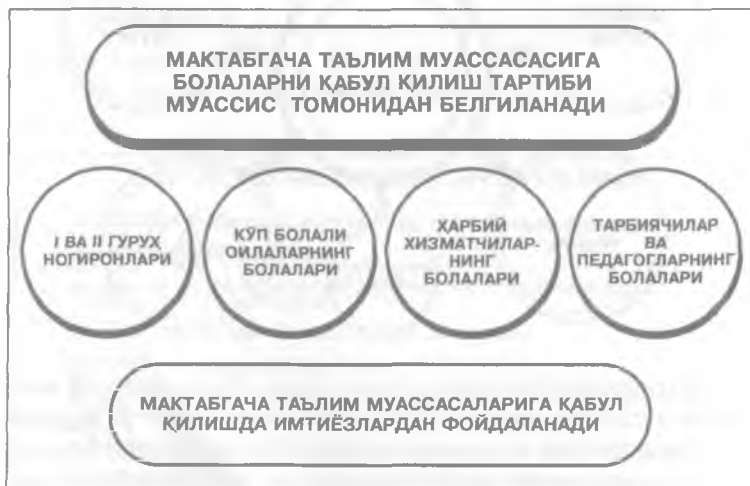 МАКТАБГАЧА ТАЪЛИМ МУАССАСАСИГА
БОЛАЛАРНИ ҚАБУЛ ҚИЛИШ ТАРТИБИ
МУАССИС ТОМОНИДАН БЕЛГИЛАНАДИ
I ВА II ГУРУҲ
НОГИРОНЛАРИ
КЎП БОЛАЛИ
ОИЛАЛАРНИНГ
БОЛАЛАРИ
ҲАРБИЙ
ХИЗМАТЧИЛАР-
НИНГ
БОЛАЛАРИ
ТАРБИЯЧИЛАР
ВА
ПЕДАГОГЛАРНИНГ
БОЛАЛАРИ
МАКТАБГАЧА ТАЪЛИМ МУАССАСАЛАРИГА ҚАБУЛ
ҚИЛИШДА ИМТИЁЗЛАРДАН ФОЙДАЛАНАДИ